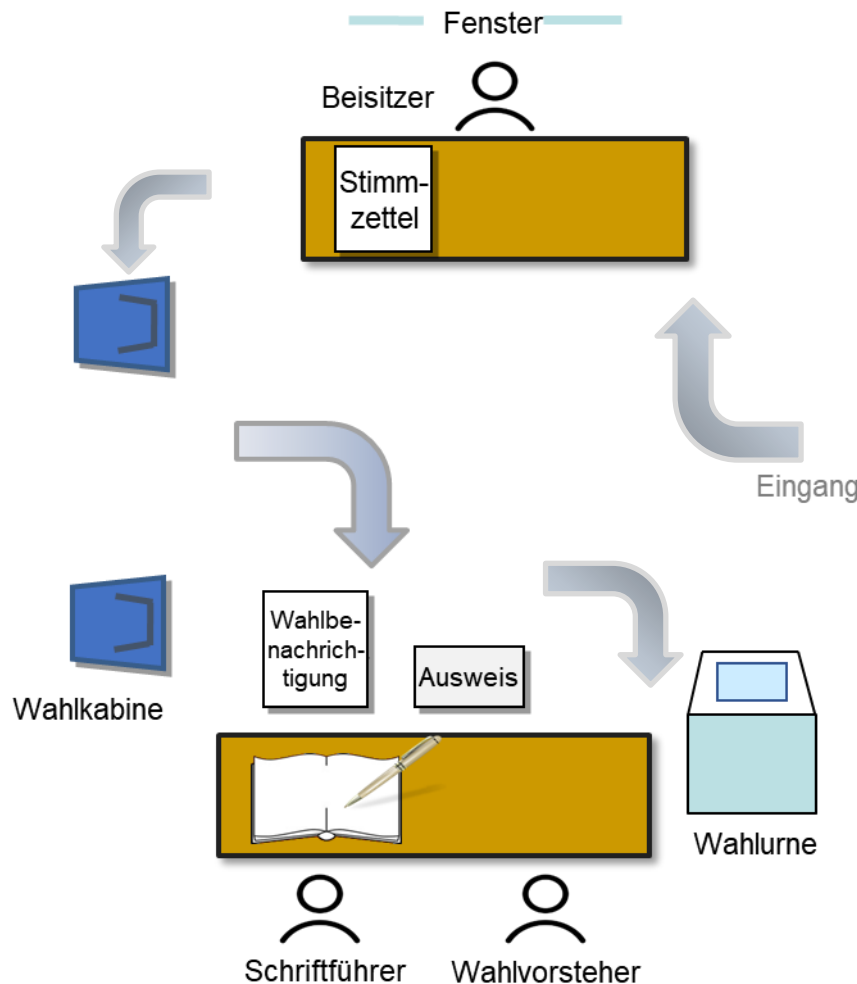 Fenster
Beisitzer
Stimm-
zettel
Eingang
Wahlbe-
nachrich-
tigung
Ausweis
Wahlkabine
Wahlurne
Schriftführer
Wahlvorsteher